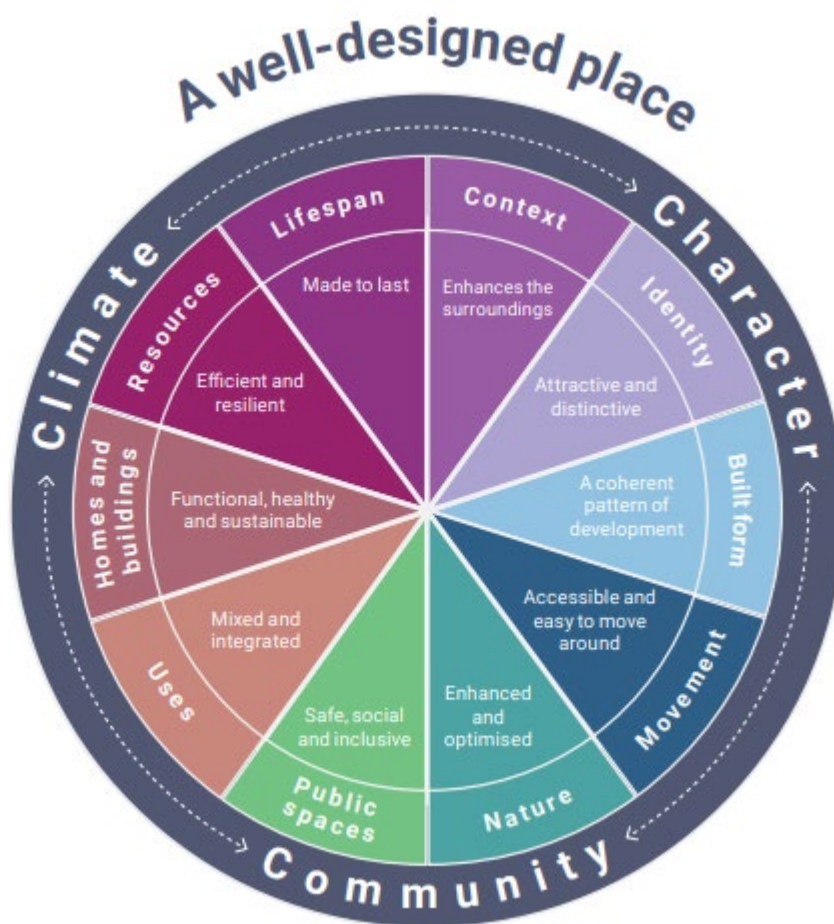 A well-designed place
Climate
Character
Community
Context
Enhances the
surroundings
Identity
Attractive and
distinctive
Built form
A coherent
pattern of
development
Movement
Accessible and
easy to move
around
Nature
Enhanced
and
optimised
Public
spaces
Safe, social
and inclusive
Uses
Mixed and
integrated
Homes and
buildings
Functional, healthy
and sustainable
Resources
Efficient and
resilient
Lifespan
Made to last